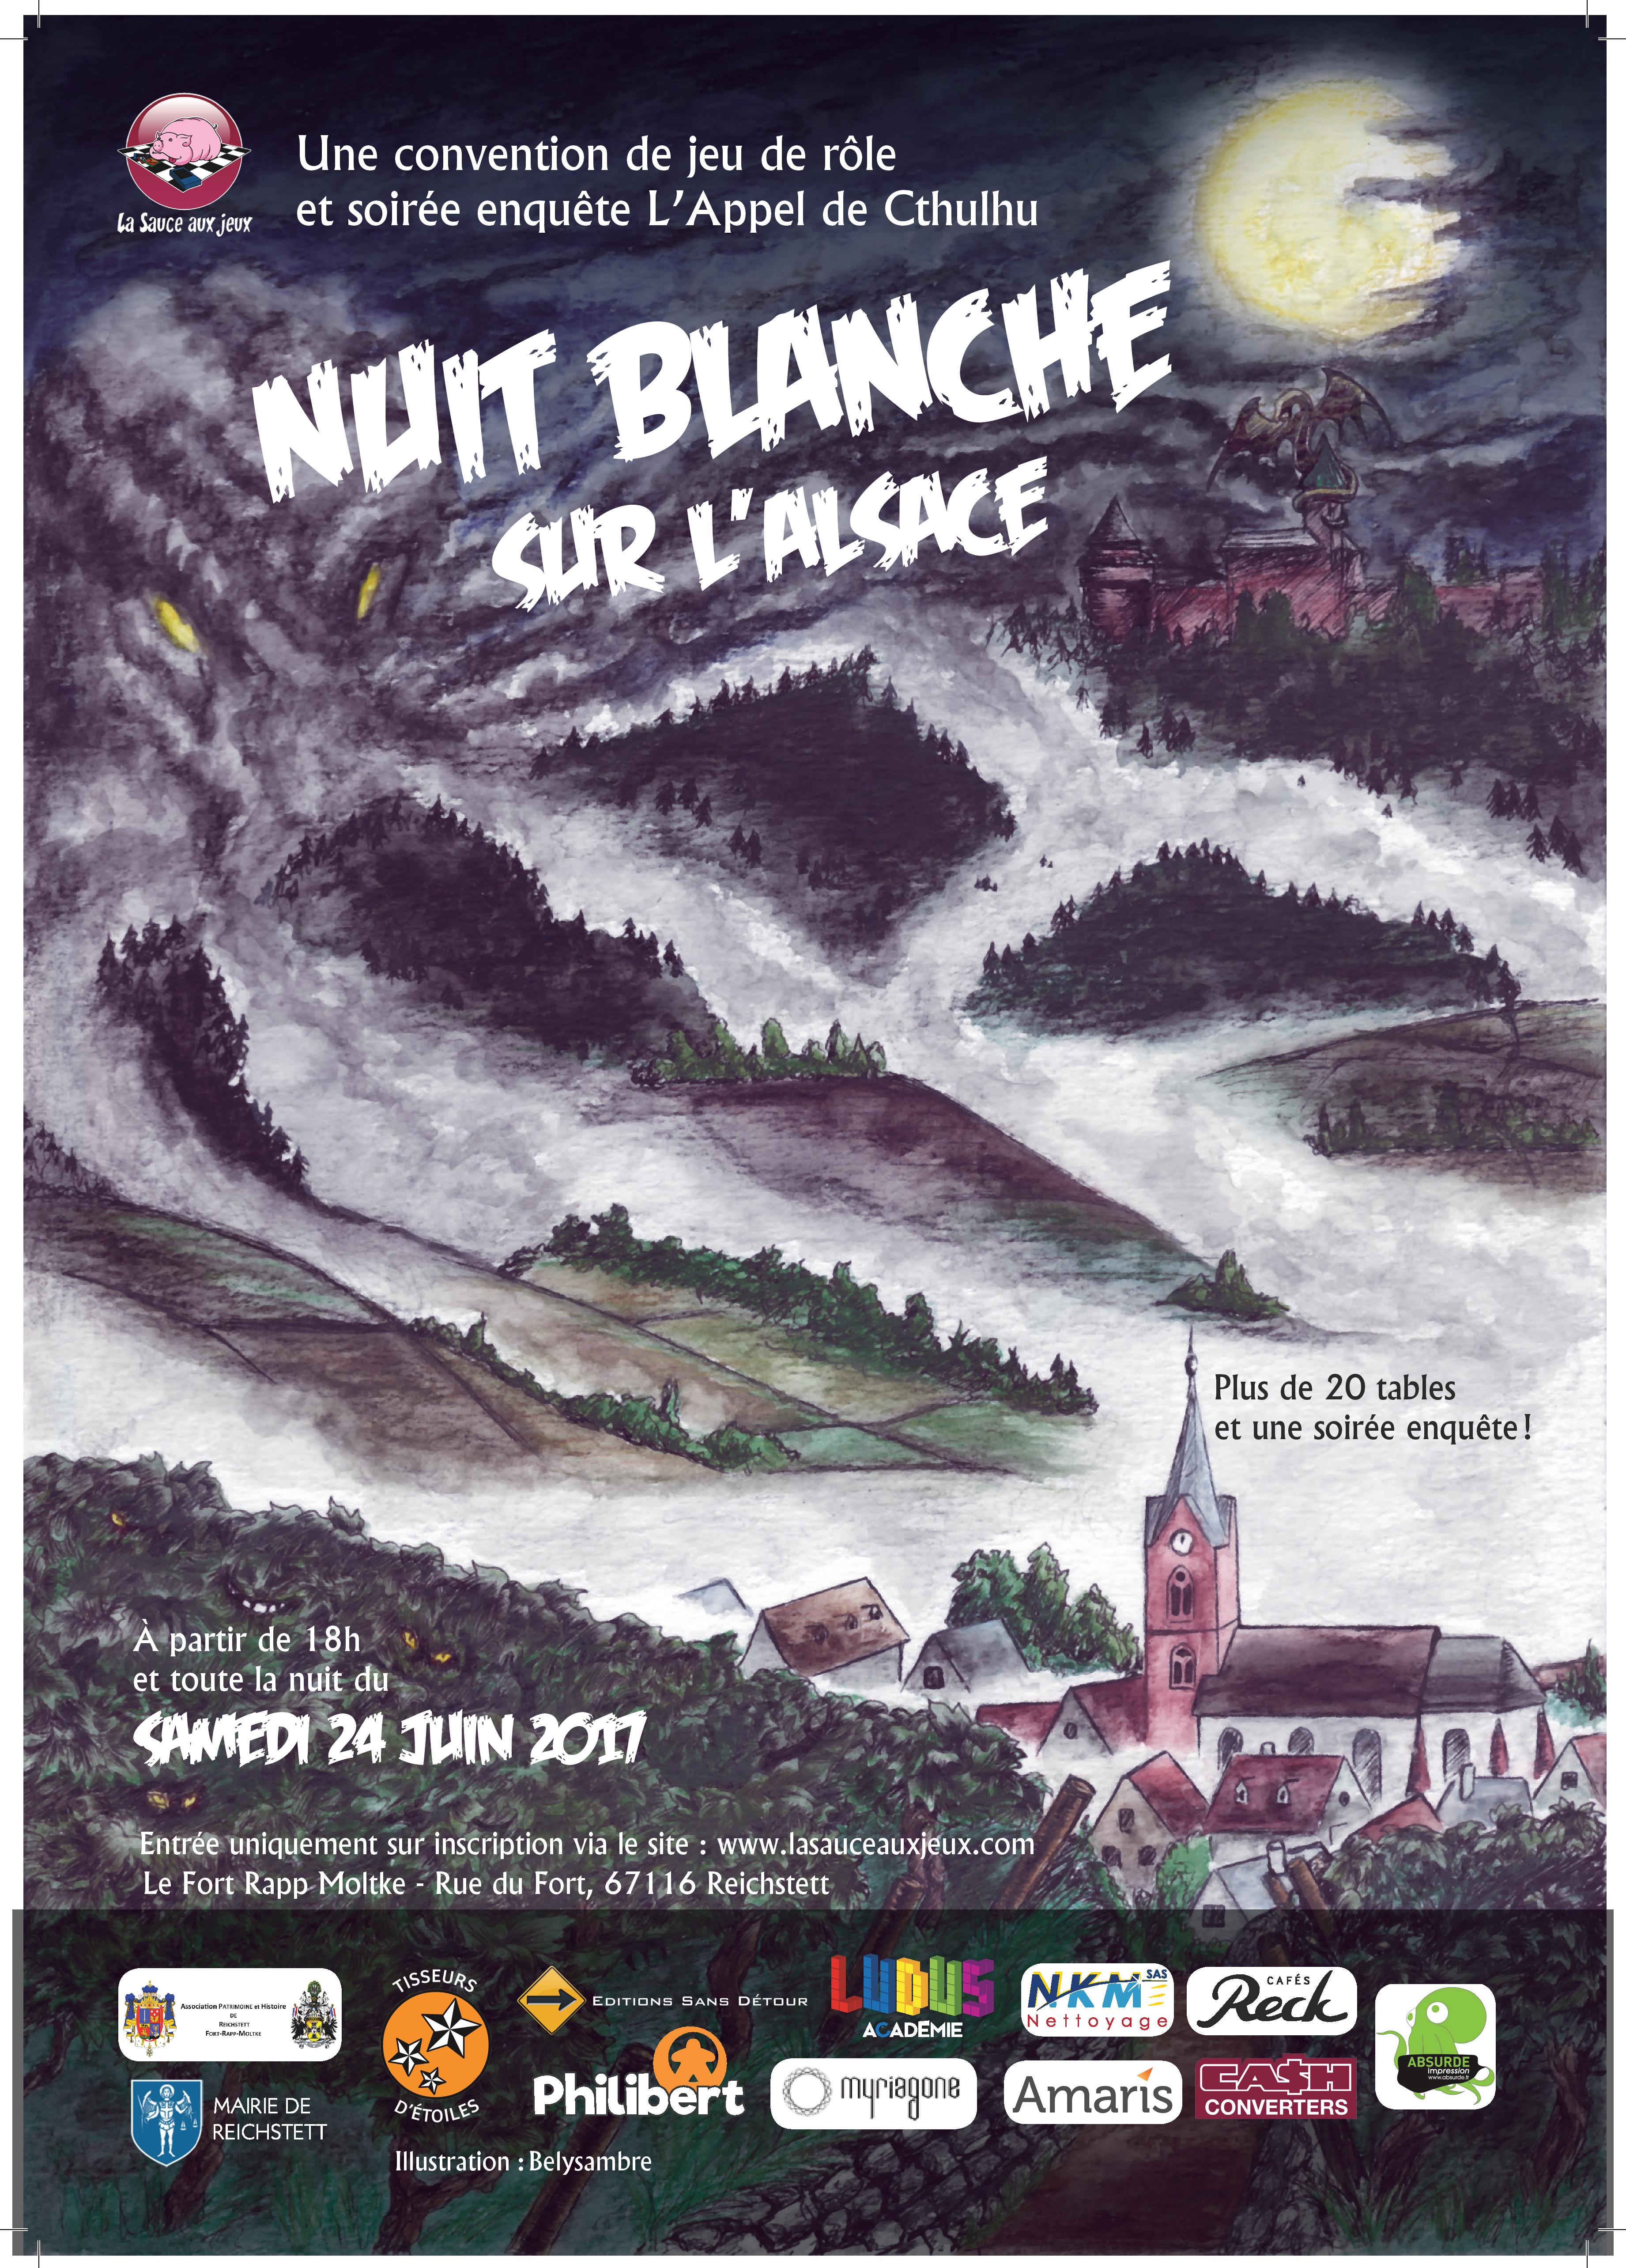 Une convention de jeu de rôle
et soirée enquête L'Appel de Cthulhu
La Sauce aux jeux
NUIT BLANCHE
SUR L'ALSACE
Plus de 20 tables
et une soirée enquête !
À partir de 18h
et toute la nuit du
SAMEDI 24 JUIN 2017
Entrée uniquement sur inscription via le site : www.lasauceauxjeux.com
Le Fort Rapp Moltke - Rue du Fort, 67116 Reichstett
Association PATRIMOINE et Histoire
DE
REICHSTETT
FORT-RAPP-MOLTKE
MAIRIE DE
REICHSTETT
TISSEURS
D'ÉTOILES
EDITIONS SANS DÉTOUR
Philibert
LUDUS
ACADÉMIE
myriagone
NKM SAS
Nettoyage
Amaris
CAFÉS
Reck
CA$H
CONVERTERS
ABSURDE
impression
www.absurde.fr
Illustration : Belysambre